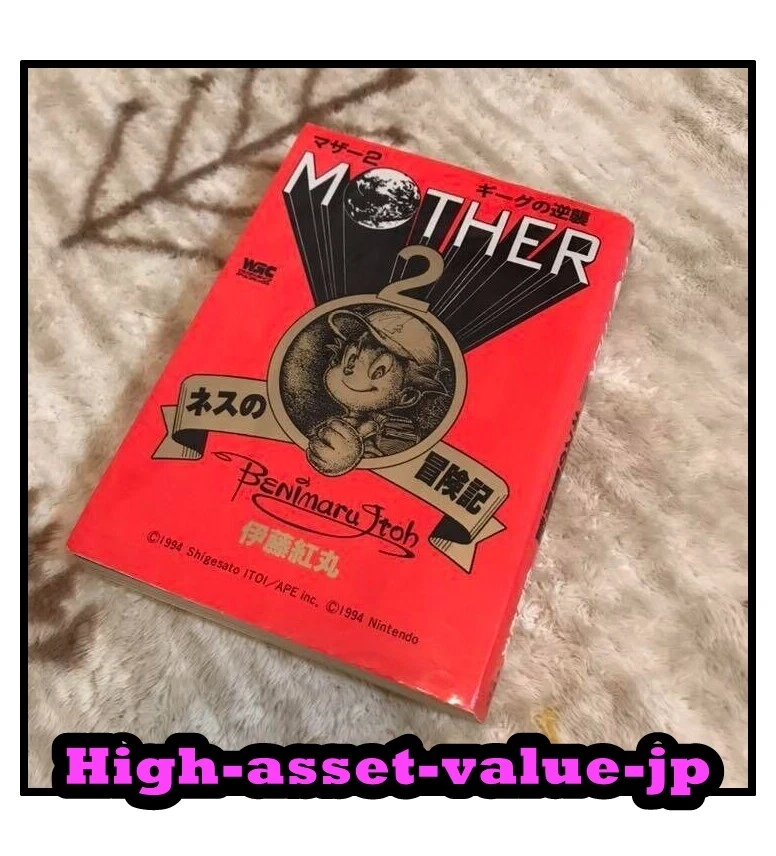 マザー2
ギーグの逆襲
MOTHER
2
WSC
ネスの
冒険記
Benimaru Itoh
伊藤紅丸
©1994 Shigesato ITOI/APE inc. ©1994 Nintendo
High-asset-value-jp